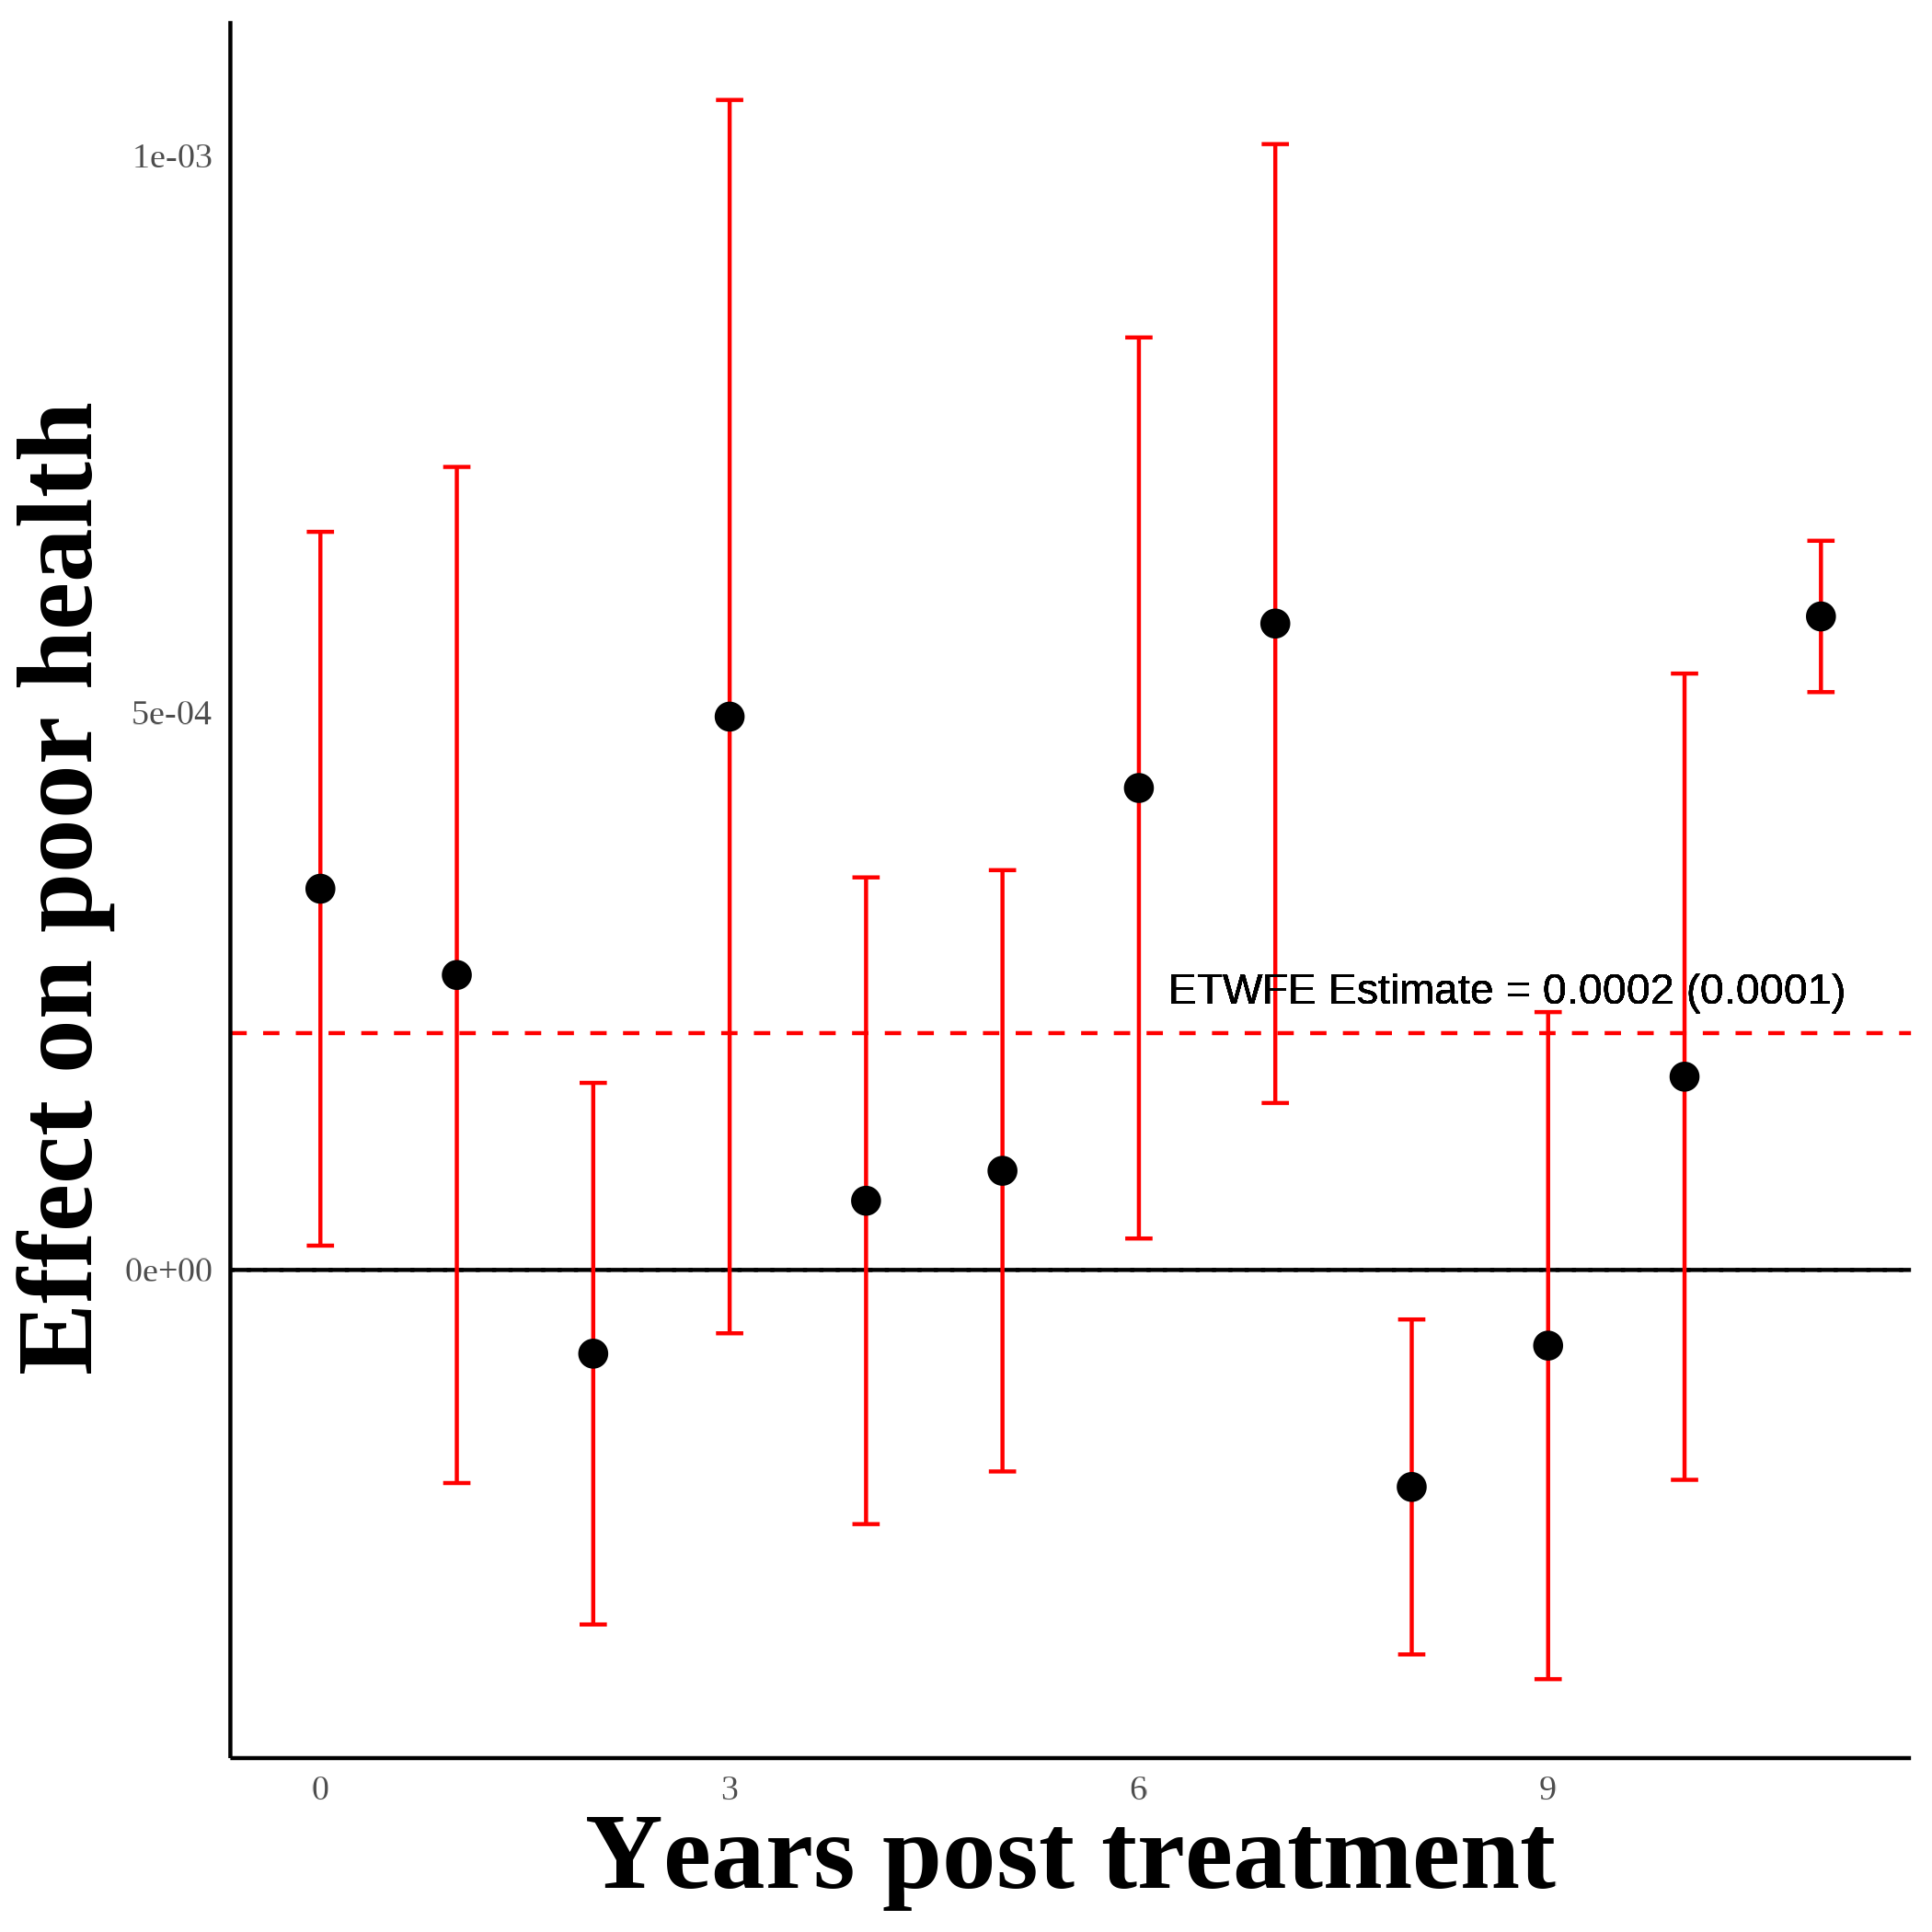 Effect on poor health
1e-03
5e-04
0e+00
ETWFE Estimate = 0.0002 (0.0001)
0 3 6 9
Years post treatment